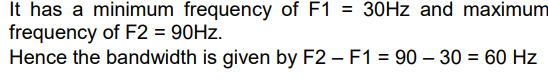 It has a minimum frequency of F1 = 30Hz and maximum
frequency of F2 = 90Hz.
Hence the bandwidth is given by F2 – F1 = 90 – 30 = 60 Hz